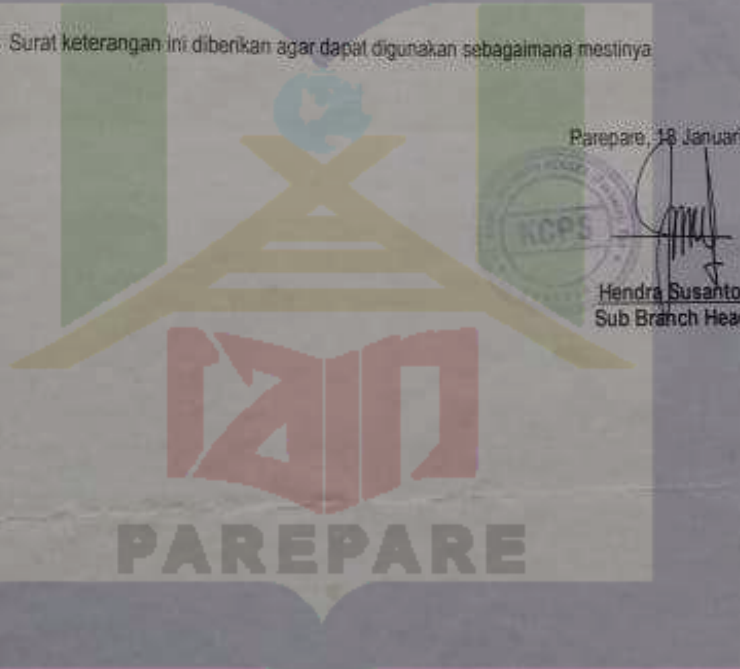 Surat keterangan ini diberikan agar dapat digunakan sebagaimana mestinya
Parepare, 18 Januari
KCPS
Hendra Susanto
Sub Branch Head
iain
PAREPARE